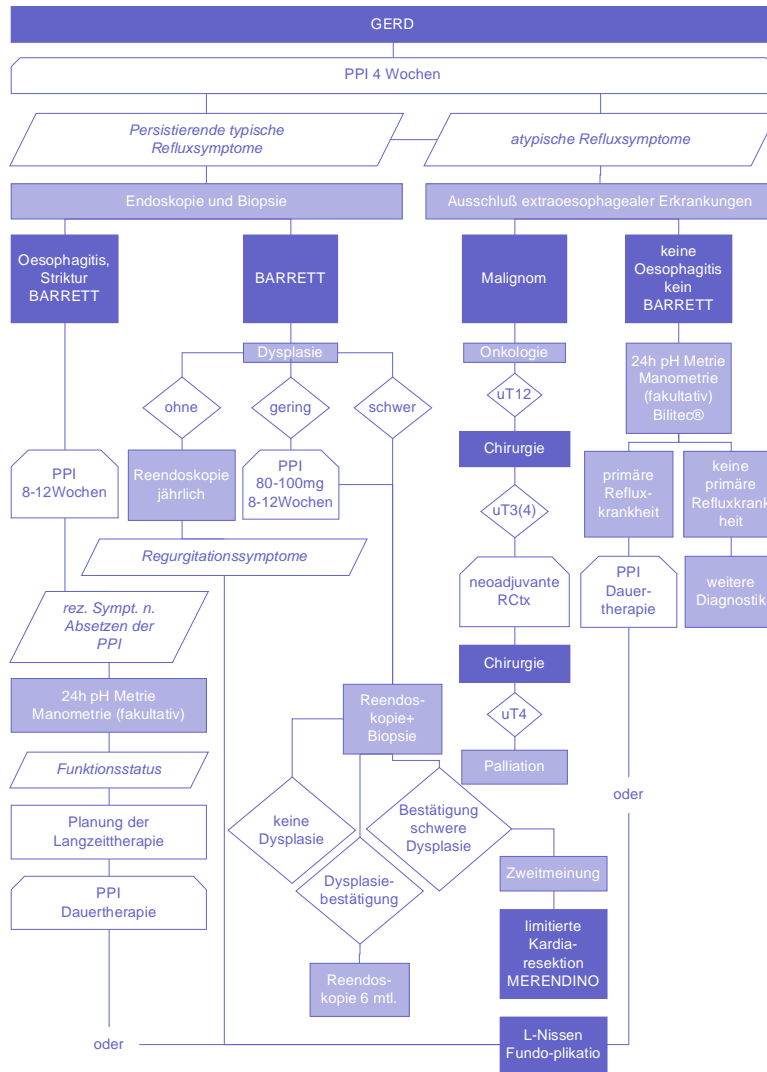 GERD
PPI 4 Wochen
Persistierende typische
Refluxsymptome
atypische Refluxsymptome
Endoskopie und Biopsie
Ausschluß extraoesophagealer Erkrankungen
Oesophagitis,
Striktur
BARRETT
BARRETT
Malignom
keine
Oesophagitis
kein
BARRETT
Dysplasie
Onkologie
24h pH Metrie
Manometrie
(fakultativ)
Bilitec®
ohne
gering
schwer
uT12
Chirurgie
PPI
8-12Wochen
Reendoskopie
jährlich
PPI
80-100mg
8-12Wochen
primäre
Reflux-
krankheit
keine
primäre
Refluxkrank
heit
uT3(4)
Regurgitationssymptome
neoadjuvante
RCtx
PPI
Dauer-
therapie
weitere
Diagnostik
rez. Sympt. n.
Absetzen der
PPI
Chirurgie
24h pH Metrie
Manometrie (fakultativ)
Reendos-
kopie+
Biopsie
uT4
Funktionsstatus
Palliation
oder
Planung der
Langzeittherapie
keine
Dysplasie
Bestätigung
schwere
Dysplasie
PPI
Dauertherapie
Dysplasie-
bestätigung
Zweitmeinung
limitierte
Kardia-
resektion
MERENDINO
Reendos-
kopie 6 mtl.
oder
L-Nissen
Fundo-plikatio